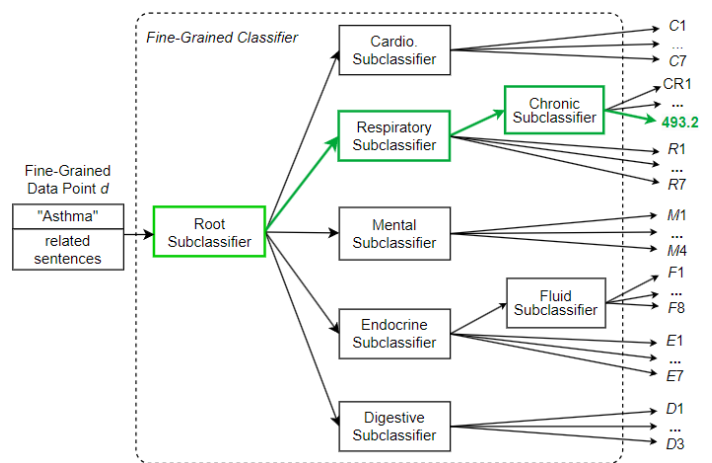 Fine-Grained Classifier
Fine-Grained
Data Point d
"Asthma"
related
sentences
Root
Subclassifier
Cardio.
Subclassifier
C1
...
C7
Respiratory
Subclassifier
Chronic
Subclassifier
CR1
...
493.2
R1
...
R7
Mental
Subclassifier
M1
...
M4
Endocrine
Subclassifier
Fluid
Subclassifier
F1
...
F8
E1
...
E7
Digestive
Subclassifier
D1
...
D3